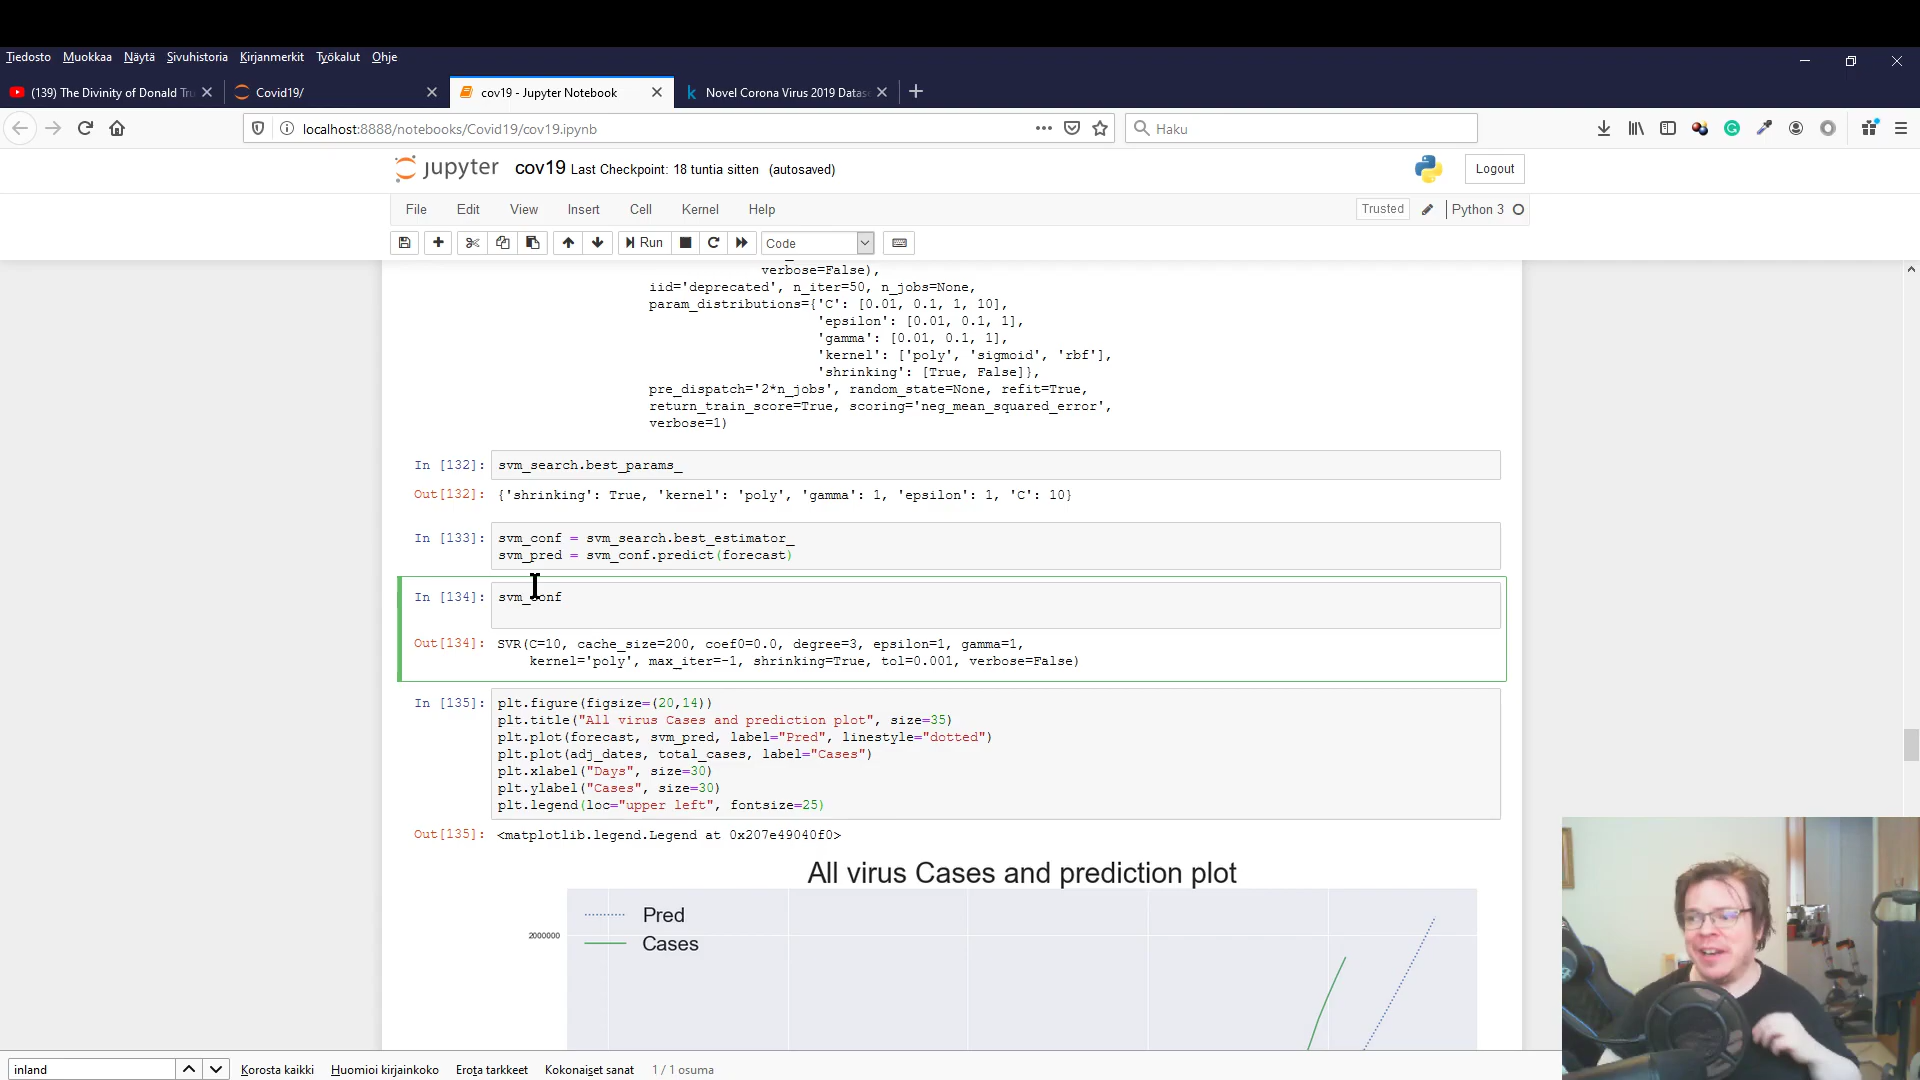 Tiedosto Muokkaa Näytä Sivuhistoria Kirjanmerkit Työkalut Ohje
(139) The Divinity of Donald Tru
Covid19/
cov19 - Jupyter Notebook
Novel Corona Virus 2019 Datas
localhost:8888/notebooks/Covid19/cov19.ipynb
Haku
jupyter cov19 Last Checkpoint: 18 tuntia sitten (autosaved)
Logout
File Edit View Insert Cell Kernel Help
Trusted
Python 3
Run
Code
verbose=False),
iid='deprecated', n_iter=50, n_jobs=None,
param_distributions={'C': [0.01, 0.1, 1, 10],
'epsilon': [0.01, 0.1, 1],
'gamma': [0.01, 0.1, 1],
'kernel': ['poly', 'sigmoid', 'rbf'],
'shrinking': [True, False]},
pre_dispatch='2*n_jobs', random_state=None, refit=True,
return_train_score=True, scoring='neg_mean_squared_error',
verbose=1)
In [132]: svm_search.best_params_
Out[132]: {'shrinking': True, 'kernel': 'poly', 'gamma': 1, 'epsilon': 1, 'C': 10}
In [133]: svm_conf = svm_search.best_estimator_
svm_pred = svm_conf.predict(forecast)
In [134]: svm_conf
Out[134]: SVR(C=10, cache_size=200, coef0=0.0, degree=3, epsilon=1, gamma=1,
kernel='poly', max_iter=-1, shrinking=True, tol=0.001, verbose=False)
In [135]: plt.figure(figsize=(20,14))
plt.title("All virus Cases and prediction plot", size=35)
plt.plot(forecast, svm_pred, label="Pred", linestyle="dotted")
plt.plot(adj_dates, total_cases, label="Cases")
plt.xlabel("Days", size=30)
plt.ylabel("Cases", size=30)
plt.legend(loc="upper left", fontsize=25)
Out[135]: <matplotlib.legend.Legend at 0x207e49040f0>
All virus Cases and prediction plot
Pred
Cases
2000000
inland
Korosta kaikki Huomioi kirjainkoko Erota tarkkeet Kokonaiset sanat 1 / 1 osuma